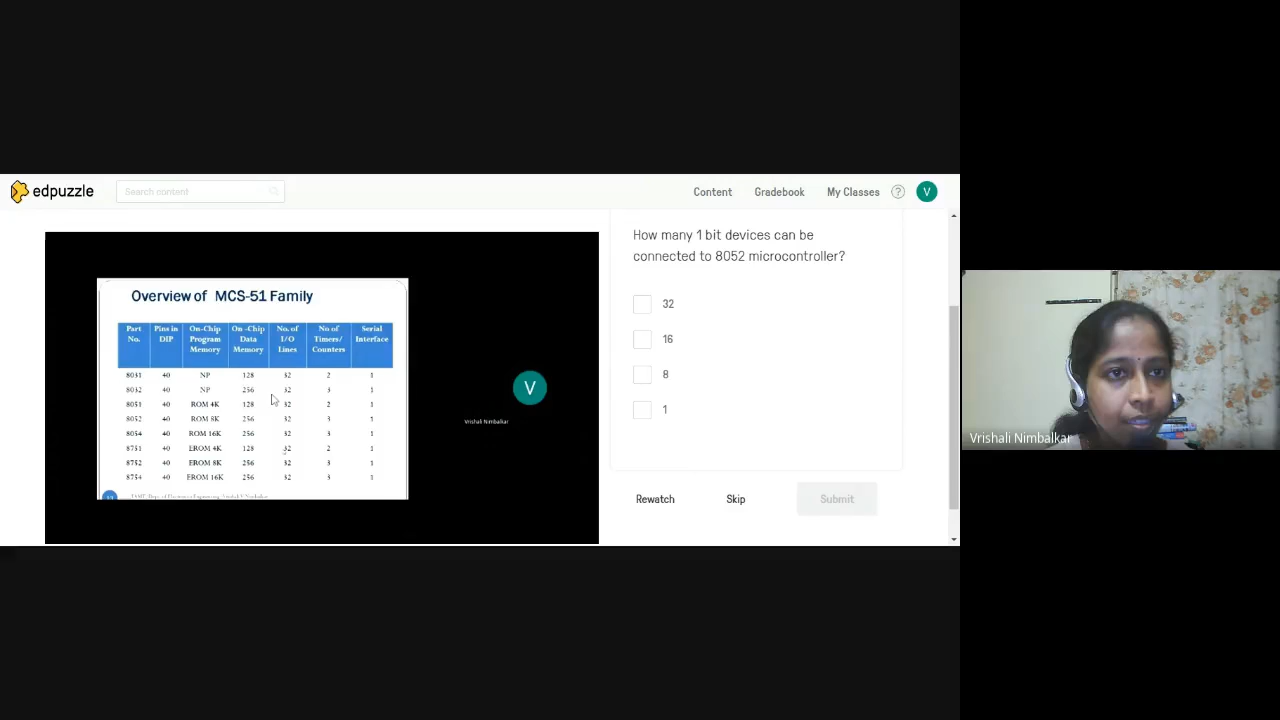 edpuzzle
Search content
Content Gradebook My Classes ? V
How many 1 bit devices can be
connected to 8052 microcontroller?
32
16
8
1
Rewatch Skip Submit
Overview of MCS-51 Family
Part No. Pins in DIP On-Chip Program Memory On -Chip Data Memory No. of I/O Lines No of Timers/ Counters Serial Interface
8031 40 NP 128 32 2 1
8032 40 NP 256 32 3 1
8051 40 ROM 4K 128 32 2 1
8052 40 ROM 8K 256 32 3 1
8054 40 ROM 16K 256 32 3 1
8751 40 EROM 4K 128 32 2 1
8752 40 EROM 8K 256 32 3 1
8754 40 EROM 16K 256 32 3 1
V
Vrishali Nimbalkar
Vrishali Nimbalkar